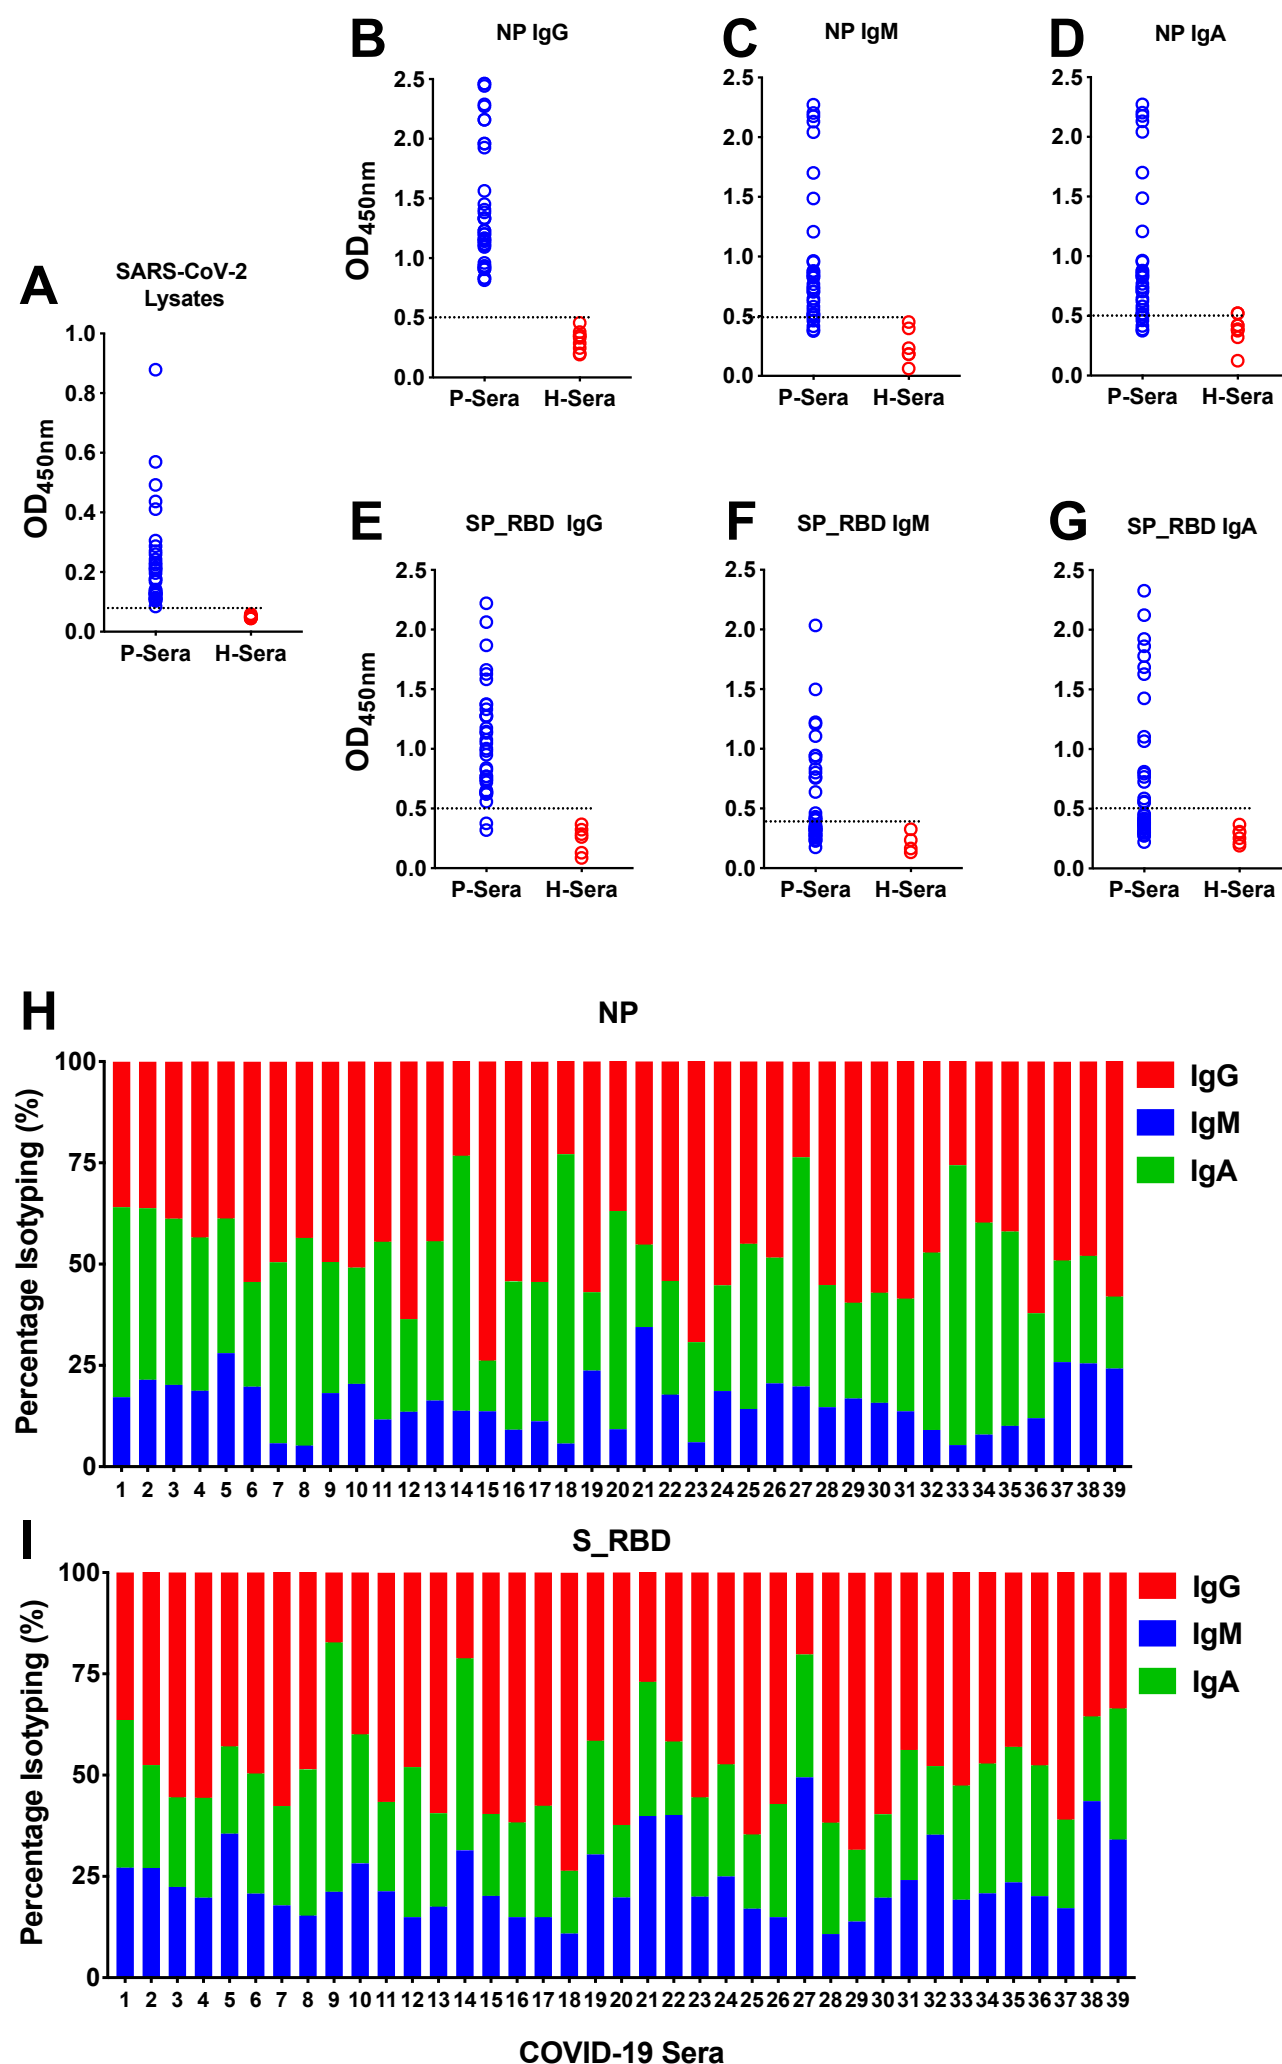 A
SARS-CoV-2
Lysates
OD450nm
1.0
0.8
0.6
0.4
0.2
0.0
P-Sera H-Sera
B
NP IgG
OD450nm
2.5
2.0
1.5
1.0
0.5
0.0
P-Sera H-Sera
C
NP IgM
2.5
2.0
1.5
1.0
0.5
0.0
P-Sera H-Sera
D
NP IgA
2.5
2.0
1.5
1.0
0.5
0.0
P-Sera H-Sera
E
SP_RBD IgG
OD450nm
2.5
2.0
1.5
1.0
0.5
0.0
P-Sera H-Sera
F
SP_RBD IgM
2.5
2.0
1.5
1.0
0.5
0.0
P-Sera H-Sera
G
SP_RBD IgA
2.5
2.0
1.5
1.0
0.5
0.0
P-Sera H-Sera
H
NP
Percentage Isotyping (%)
100
75
50
25
0
1 2 3 4 5 6 7 8 9 10 11 12 13 14 15 16 17 18 19 20 21 22 23 24 25 26 27 28 29 30 31 32 33 34 35 36 37 38 39
IgG
IgM
IgA
I
S_RBD
Percentage Isotyping (%)
100
75
50
25
0
1 2 3 4 5 6 7 8 9 10 11 12 13 14 15 16 17 18 19 20 21 22 23 24 25 26 27 28 29 30 31 32 33 34 35 36 37 38 39
IgG
IgM
IgA
COVID-19 Sera